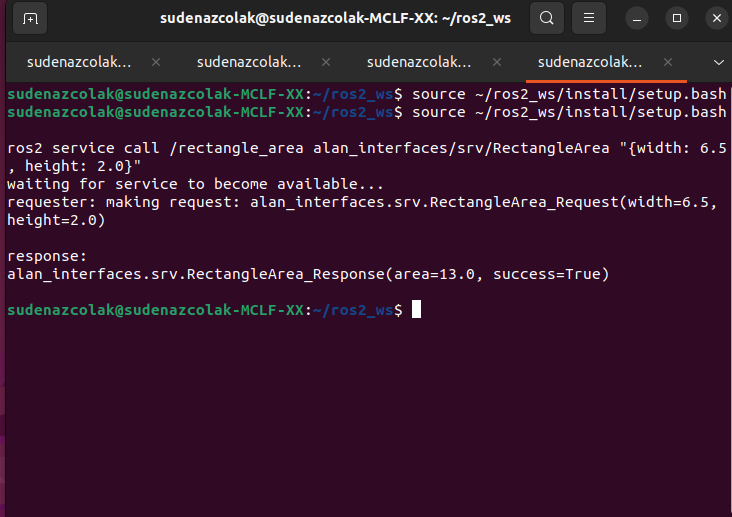 sudenazcolak@sudenazcolak-MCLF-XX: ~/ros2_ws
sudenazcolak... sudenazcolak... sudenazcolak... sudenazcolak...
sudenazcolak@sudenazcolak-MCLF-XX:~/ros2_ws$ source ~/ros2_ws/install/setup.bash
sudenazcolak@sudenazcolak-MCLF-XX:~/ros2_ws$ source ~/ros2_ws/install/setup.bash
ros2 service call /rectangle_area alan_interfaces/srv/RectangleArea "{width: 6.5
, height: 2.0}"
waiting for service to become available...
requester: making request: alan_interfaces.srv.RectangleArea_Request(width=6.5,
height=2.0)
response:
alan_interfaces.srv.RectangleArea_Response(area=13.0, success=True)
sudenazcolak@sudenazcolak-MCLF-XX:~/ros2_ws$